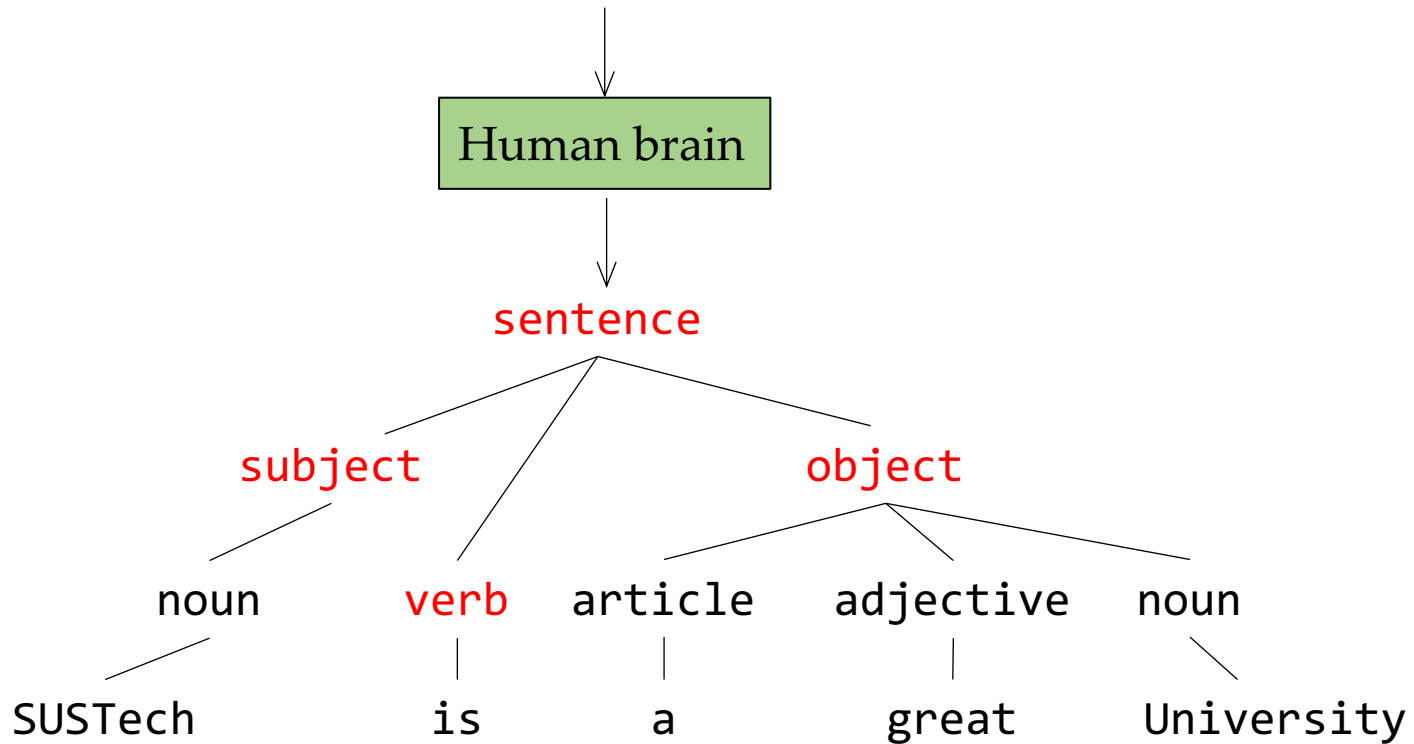 Human brain
sentence
subject object
noun verb article adjective noun
SUSTech is a great University